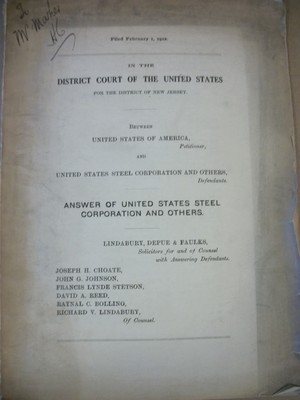 Filed February 1, 1912
IN THE
DISTRICT COURT OF THE UNITED STATES
FOR THE DISTRICT OF NEW JERSEY.
BETWEEN
UNITED STATES OF AMERICA,
Petitioner,
AND
UNITED STATES STEEL CORPORATION AND OTHERS,
Defendants.
ANSWER OF UNITED STATES STEEL
CORPORATION AND OTHERS.
LINDABURY, DEPUE & FAULKS,
Solicitors for and of Counsel
with Answering Defendants.
JOSEPH H. CHOATE,
JOHN G. JOHNSON,
FRANCIS LYNDE STETSON,
DAVID A. REED,
RAYNAL C. BOLLING,
RICHARD V. LINDABURY,
Of Counsel.